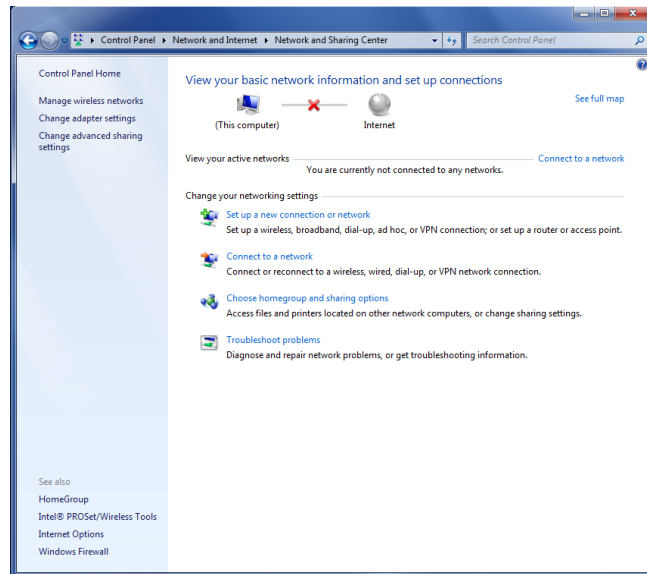 Control Panel Network and Internet Network and Sharing Center Search Control Panel
Control Panel Home
Manage wireless networks
Change adapter settings
Change advanced sharing
settings
View your basic network information and set up connections
See full map
(This computer) Internet
View your active networks Connect to a network
You are currently not connected to any networks.
Change your networking settings
Set up a new connection or network
Set up a wireless, broadband, dial-up, ad hoc, or VPN connection; or set up a router or access point.
Connect to a network
Connect or reconnect to a wireless, wired, dial-up, or VPN network connection.
Choose homegroup and sharing options
Access files and printers located on other network computers, or change sharing settings.
Troubleshoot problems
Diagnose and repair network problems, or get troubleshooting information.
See also
HomeGroup
Intel® PROSet/Wireless Tools
Internet Options
Windows Firewall